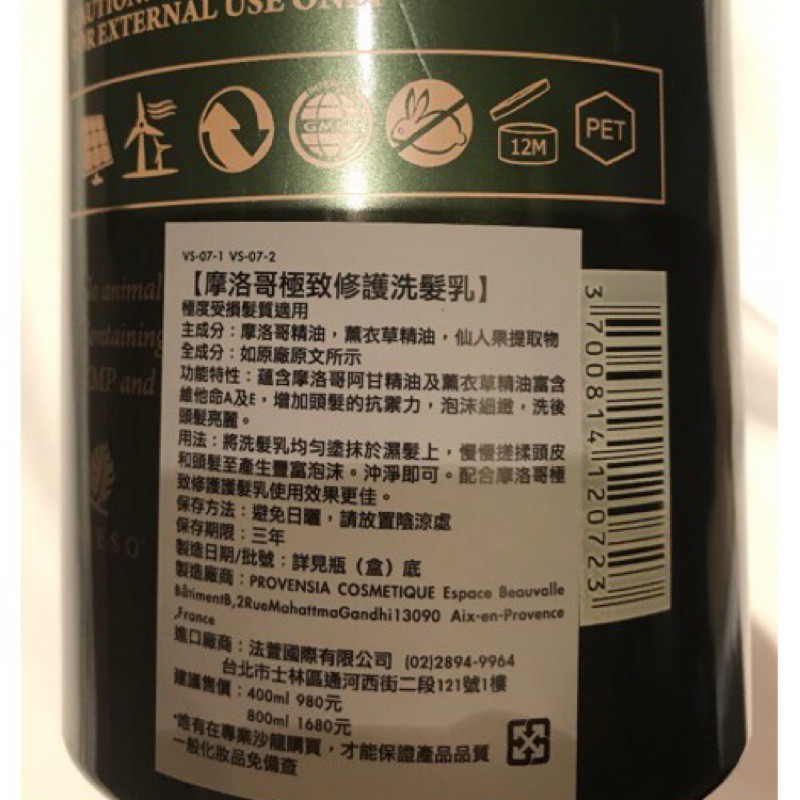 CAUTION:
FOR EXTERNAL USE ONLY
GMP
12M
PET
animal
ontaining
MP and
ESO
VS-07-1 VS-07-2
【摩洛哥極致修護洗髮乳】
極度受損髮質適用
主成分：摩洛哥精油，薰衣草精油，仙人果提取物
全成分：如原廠原文所示
功能特性：蘊含摩洛哥阿甘精油及薰衣草精油富含
維他命A及E，增加頭髮的抗禦力，泡沫細緻，洗後
頭髮亮麗。
用法：將洗髮乳均勻塗抹於濕髮上，慢慢搓揉頭皮
和頭髮至產生豐富泡沫。沖淨即可。配合摩洛哥極
致修護護髮乳使用效果更佳。
保存方法：避免日曬，請放置陰涼處
保存期限：三年
製造日期/批號：詳見瓶（盒）底
製造廠商：PROVENSIA COSMETIQUE Espace Beauvalle
BâtimentB,2RueMahattmaGandhi13090 Aix-en-Provence
,France
進口廠商：法萱國際有限公司 (02)2894-9964
台北市士林區通河西街二段121號1樓
建議售價：400ml 980元
800ml 1680元
*唯有在專業沙龍購買，才能保證產品品質
一般化妝品免備查
3 700814 120723